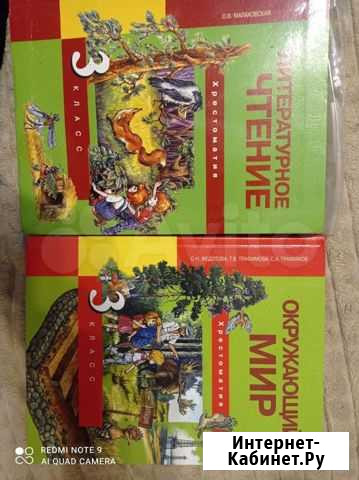 О.В. МАЛАХОВСКАЯ
ЛИТЕРАТУРНОЕ
ЧТЕНИЕ
Хрестоматия
3
КЛАСС
О.Н. ФЕДОТОВА, Г.В. ТРАФИМОВА, С.А. ТРАФИМОВ
ОКРУЖАЮЩИЙ
МИР
Хрестоматия
3
КЛАСС
Avito
REDMI NOTE 9
AI QUAD CAMERA
Интернет-
Кабинет.Ру